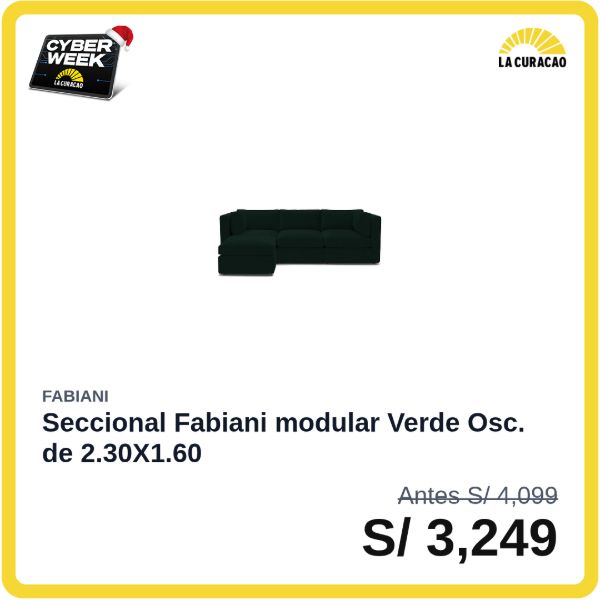 CYBER
WEEK
LA CURACAO
LA CURACAO
FABIANI
Seccional Fabiani modular Verde Osc.
de 2.30X1.60
Antes S/ 4,099
S/ 3,249